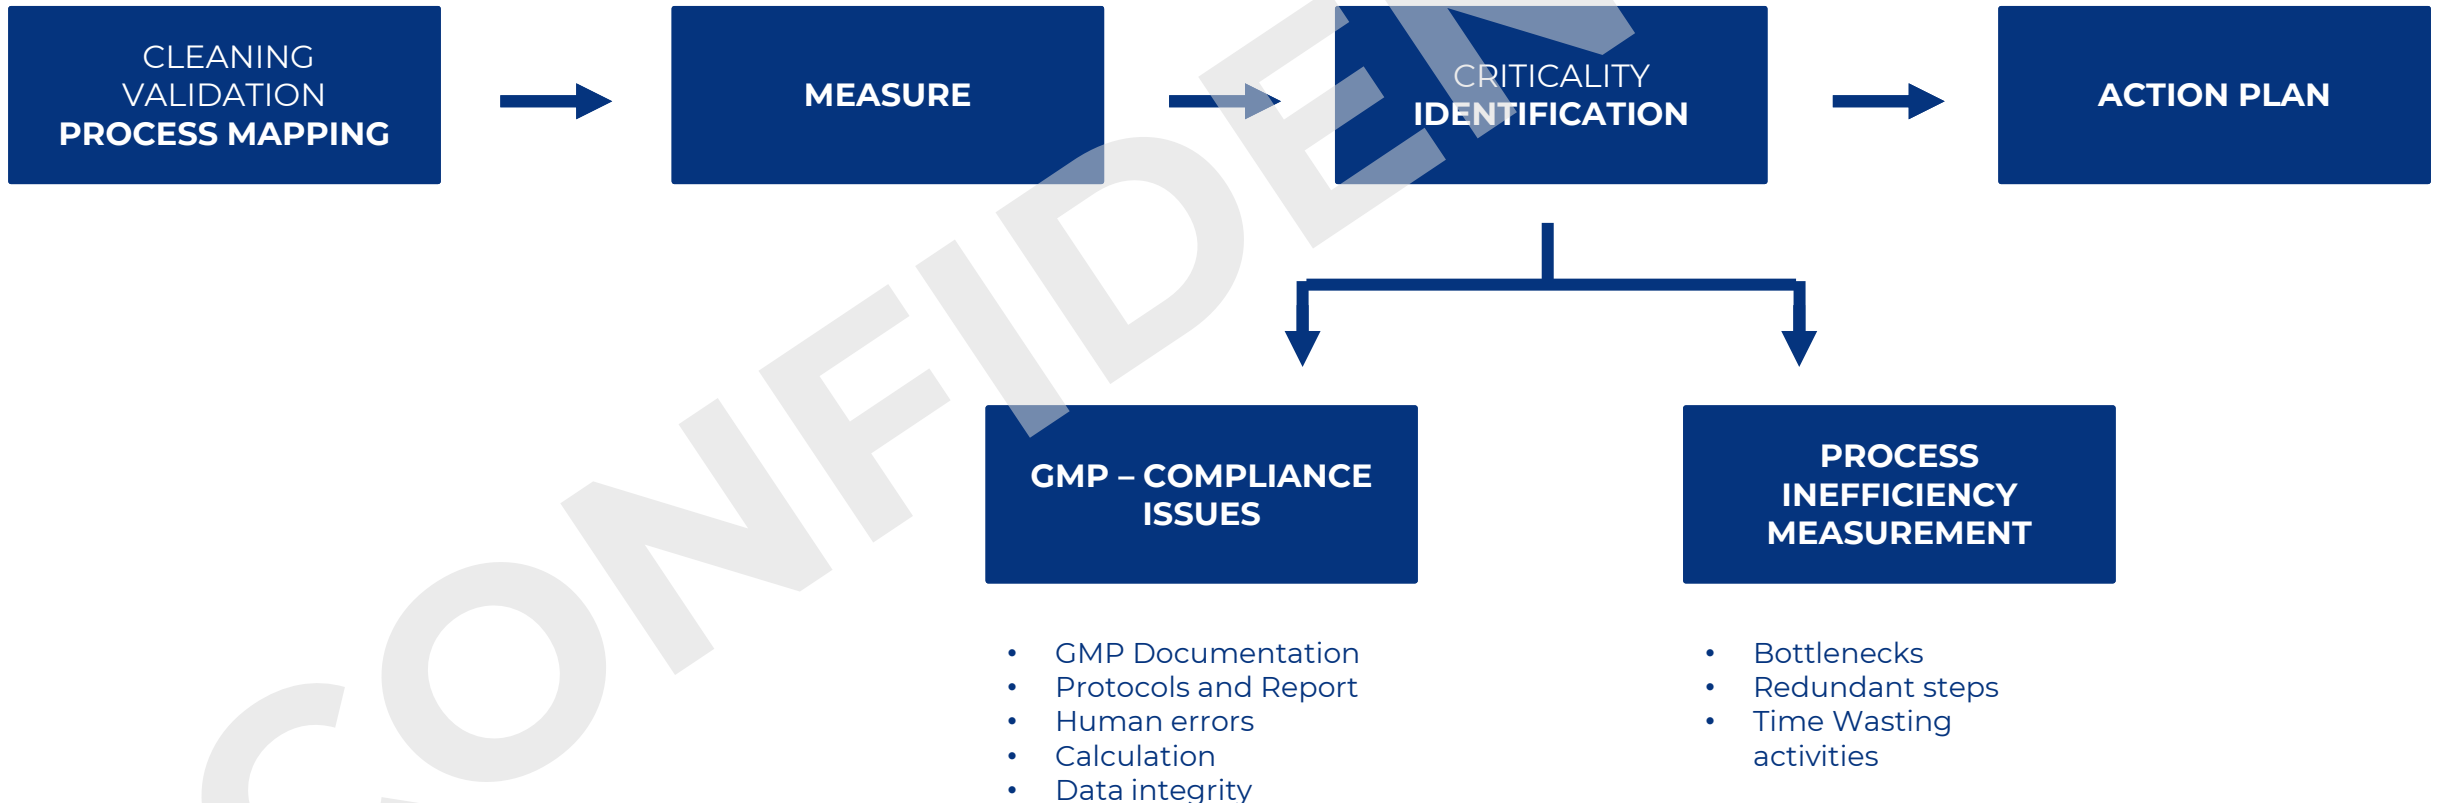 CLEANING
VALIDATION
PROCESS MAPPING
MEASURE
CRITICALITY
IDENTIFICATION
ACTION PLAN
GMP – COMPLIANCE
ISSUES
• GMP Documentation
• Protocols and Report
• Human errors
• Calculation
• Data integrity
PROCESS
INEFFICIENCY
MEASUREMENT
• Bottlenecks
• Redundant steps
• Time Wasting
activities
CONFIDEN